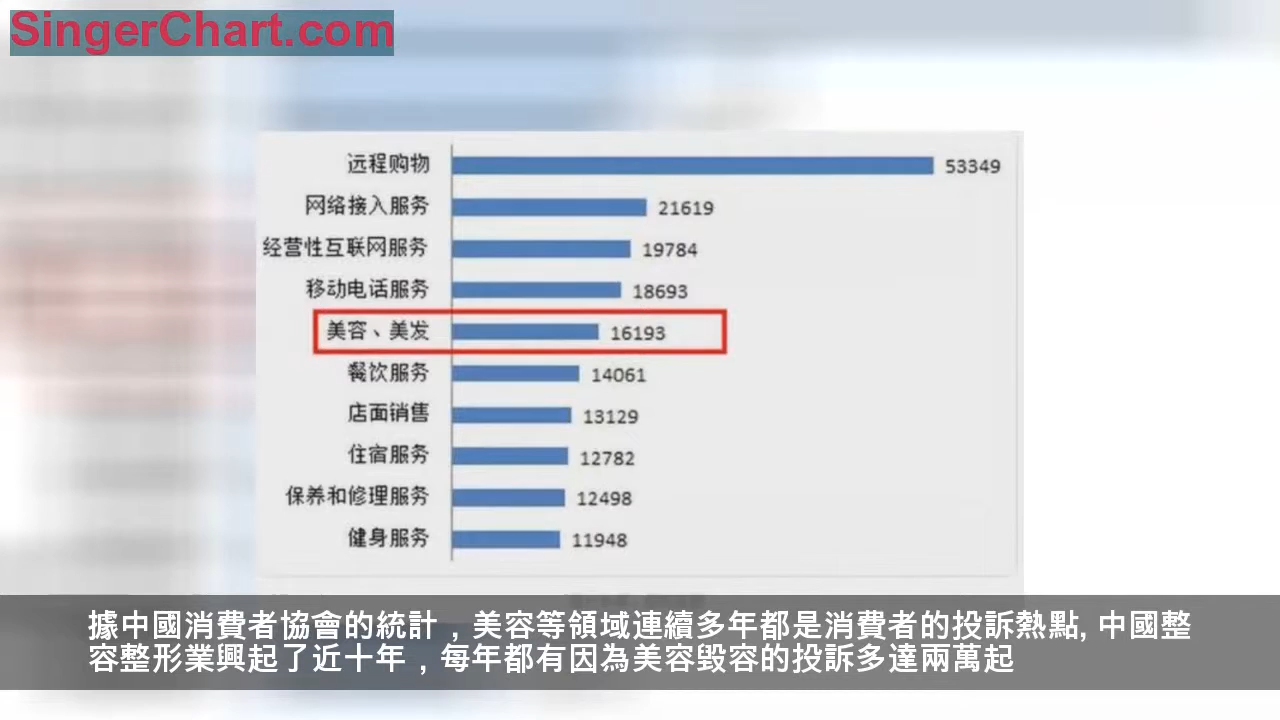 SingerChart.com
远程购物 53349
网络接入服务 21619
经营性互联网服务 19784
移动电话服务 18693
美容、美发 16193
餐饮服务 14061
店面销售 13129
住宿服务 12782
保养和修理服务 12498
健身服务 11948
據中國消費者協會的統計，美容等領域連續多年都是消費者的投訴熱點, 中國整
容整形業興起了近十年，每年都有因為美容毀容的投訴多達兩萬起